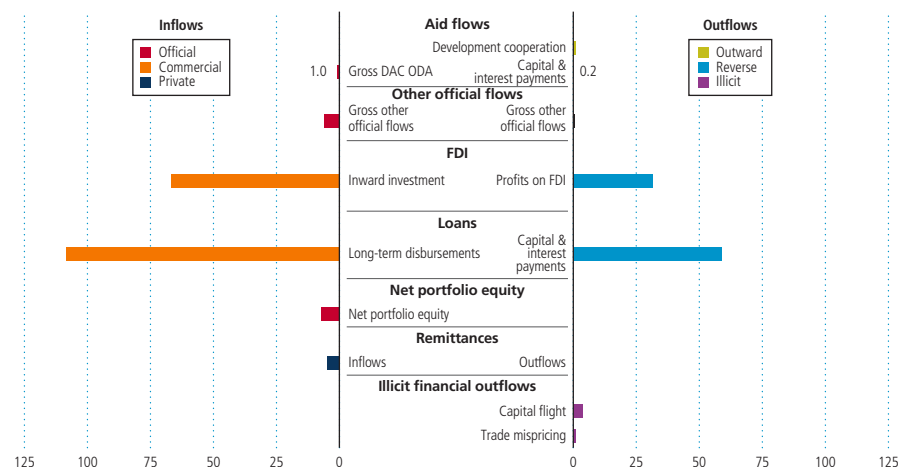 Inflows
Official
Commercial
Private
Outflows
Outward
Reverse
Illicit
Aid flows
Development cooperation
1.0
Gross DAC ODA
Capital &
interest payments
0.2
Other official flows
Gross other
official flows
Gross other
official flows
FDI
Inward investment
Profits on FDI
Loans
Long-term disbursements
Capital &
interest
payments
Net portfolio equity
Net portfolio equity
Remittances
Inflows
Outflows
Illicit financial outflows
Capital flight
Trade mispricing
125 100 75 50 25 0
0 25 50 75 100 125